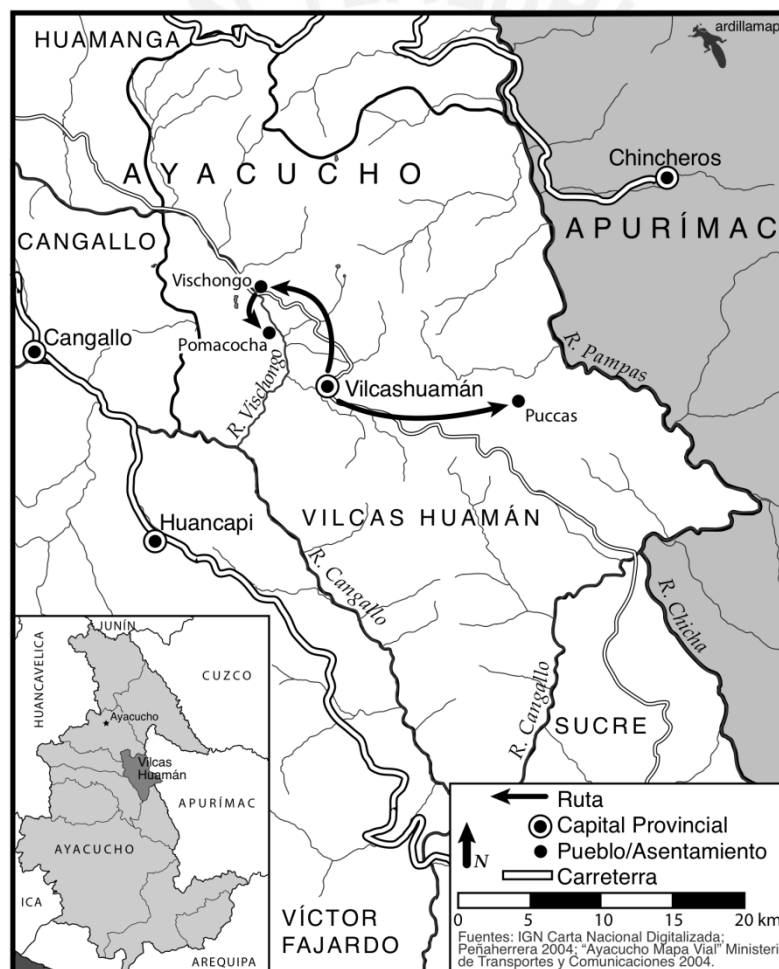 HUAMANGA
ardillamap
AYACUCHO
Chincheros
APURÍMAC
CANGALLO
Vischongo
Cangallo
Pomacocha
R. Vischongo
Vilcashuamán
R. Pampas
Puccas
Huancapi
VILCAS HUAMÁN
R. Cangallo
R. Chicha
R. Cangallo
SUCRE
JUNÍN
HUANCAVELICA
CUZCO
Ayacucho
Vilcas
Huamán
APURÍMAC
AYACUCHO
ICA
AREQUIPA
VÍCTOR
FAJARDO
Ruta
Capital Provincial
N
Pueblo/Asentamiento
Carreterra
0 5 10 15 20 km
Fuentes: IGN Carta Nacional Digitalizada;
Peñaherrera 2004; "Ayacucho Mapa Vial" Ministeri
de Transportes y Comunicaciones 2004.